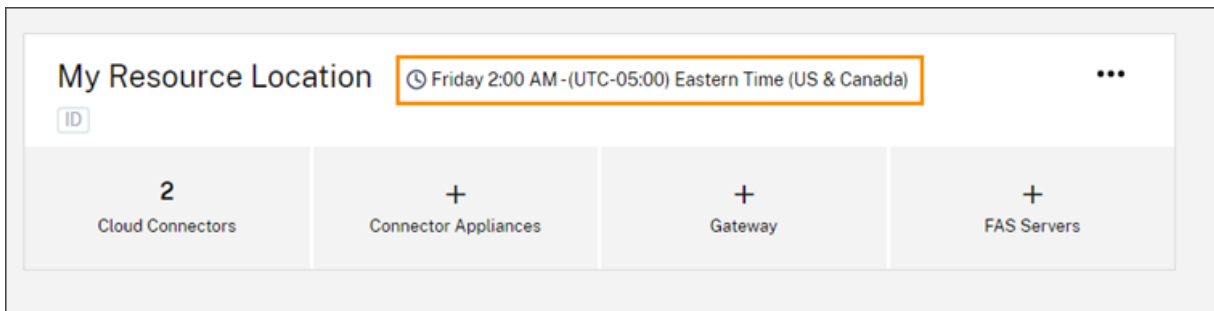 My Resource Location
Friday 2:00 AM -(UTC-05:00) Eastern Time (US & Canada)
ID
2
Cloud Connectors
+
Connector Appliances
+
Gateway
+
FAS Servers